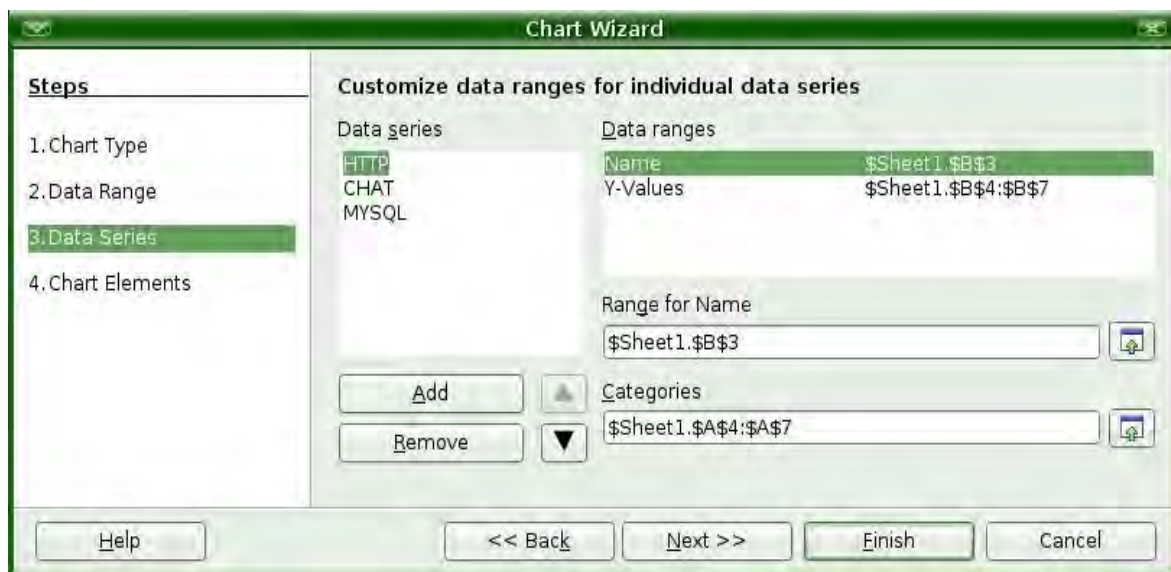 Chart Wizard
Steps
1. Chart Type
2. Data Range
3. Data Series
4. Chart Elements
Customize data ranges for individual data series
Data series
HTTP
CHAT
MYSQL
Add
Remove
Data ranges
Name $Sheet1.$B$3
Y-Values $Sheet1.$B$4:$B$7
Range for Name
$Sheet1.$B$3
Categories
$Sheet1.$A$4:$A$7
Help
<< Back
Next >>
Finish
Cancel